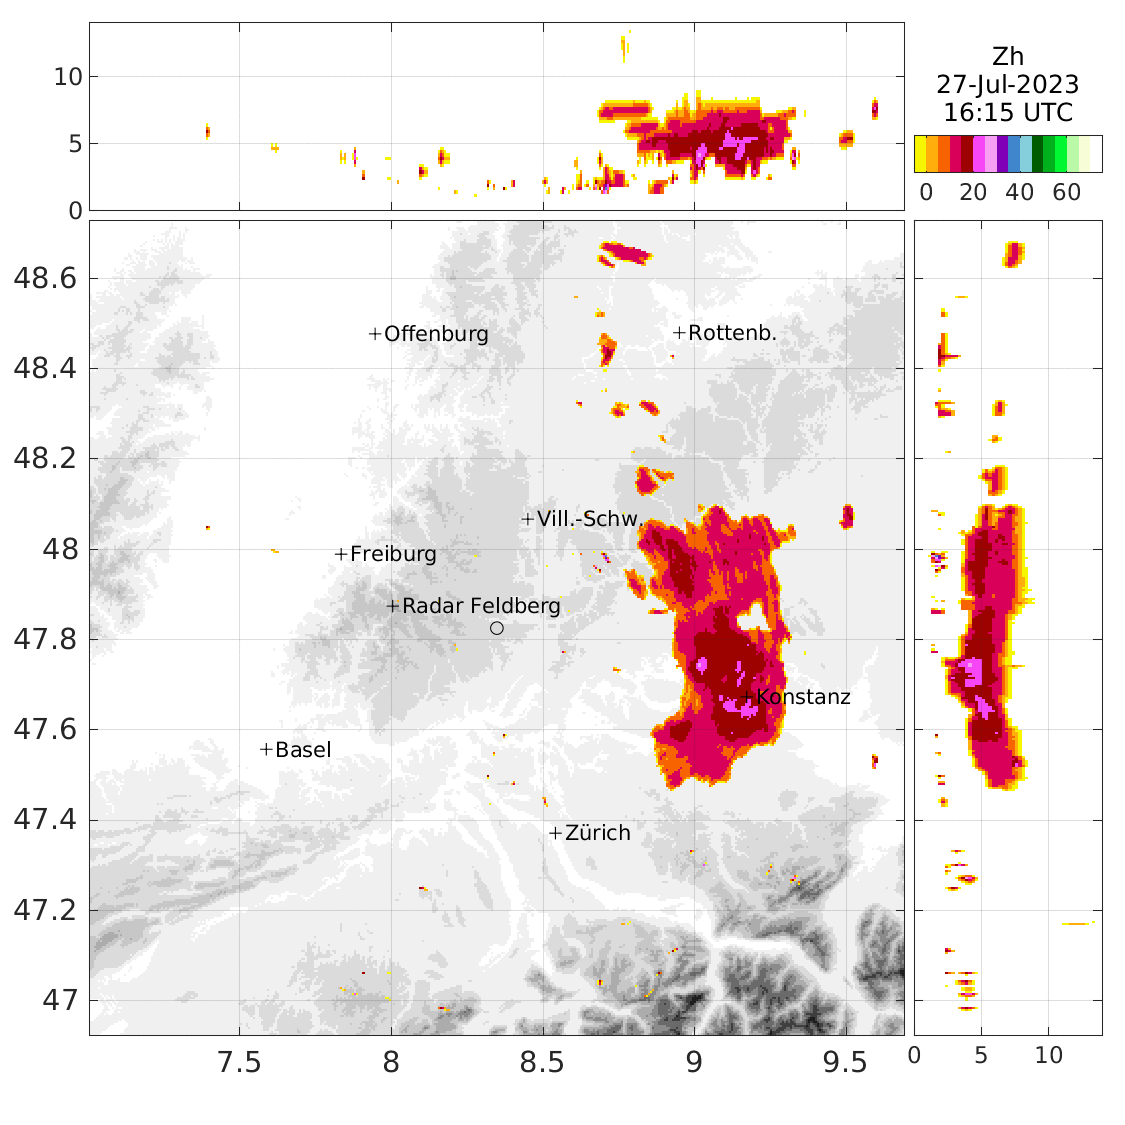 Zh
27-Jul-2023
16:15 UTC
10
5
0
0 20 40 60
48.6
48.4
48.2
48
47.8
47.6
47.4
47.2
47
Offenburg
Rottenb.
Vill.-Schw.
Freiburg
Radar Feldberg
Konstanz
Basel
Zürich
7.5 8 8.5 9 9.5
0 5 10